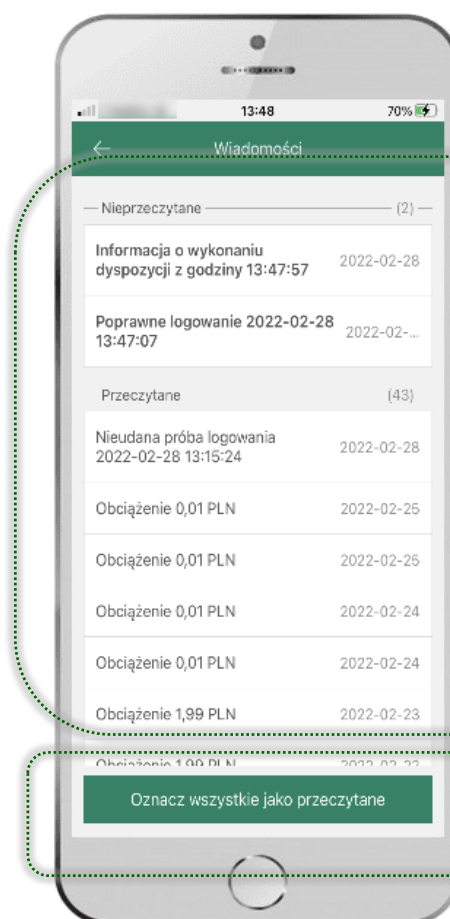 13:48 70%
Wiadomości
Nieprzeczytane (2)
Informacja o wykonaniu
dyspozycji z godziny 13:47:57 2022-02-28
Poprawne logowanie 2022-02-28
13:47:07 2022-02-...
Przeczytane (43)
Nieudana próba logowania
2022-02-28 13:15:24 2022-02-28
Obciążenie 0,01 PLN 2022-02-25
Obciążenie 0,01 PLN 2022-02-25
Obciążenie 0,01 PLN 2022-02-24
Obciążenie 0,01 PLN 2022-02-24
Obciążenie 1,99 PLN 2022-02-23
Obciążenie 1,99 PLN
Oznacz wszystkie jako przeczytane